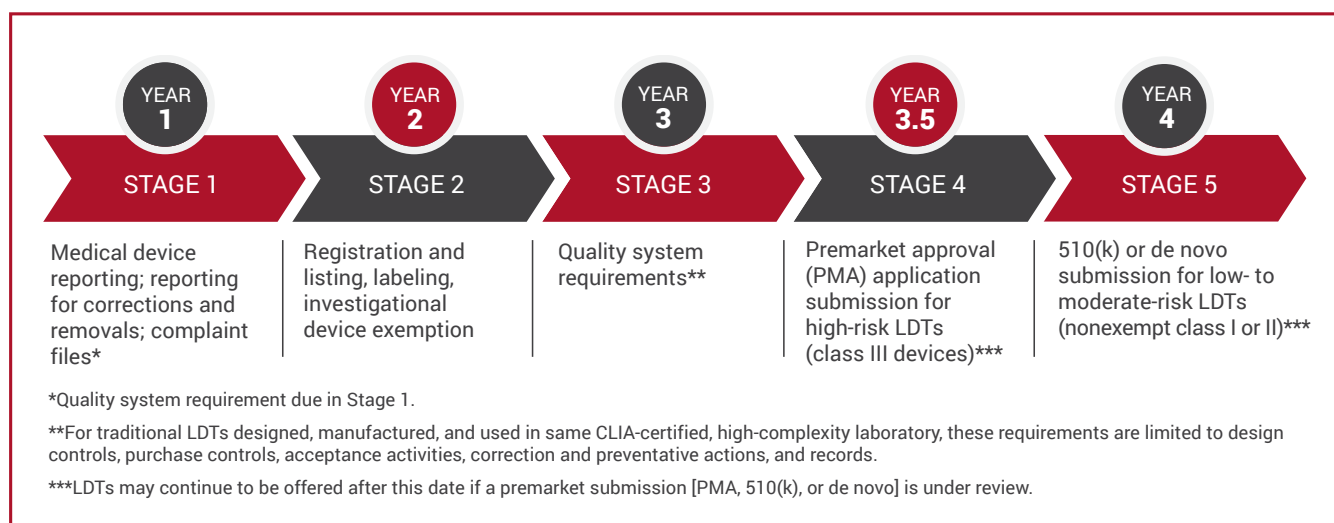 YEAR
1
YEAR
2
YEAR
3
YEAR
3.5
YEAR
4
STAGE 1
STAGE 2
STAGE 3
STAGE 4
STAGE 5
Medical device
reporting; reporting
for corrections and
removals; complaint
files*
Registration and
listing, labeling,
investigational
device exemption
Quality system
requirements**
Premarket approval
(PMA) application
submission for
high-risk LDTs
(class III devices)***
510(k) or de novo
submission for low- to
moderate-risk LDTs
(nonexempt class I or II)***
*Quality system requirement due in Stage 1.
**For traditional LDTs designed, manufactured, and used in same CLIA-certified, high-complexity laboratory, these requirements are limited to design
controls, purchase controls, acceptance activities, correction and preventative actions, and records.
***LDTs may continue to be offered after this date if a premarket submission [PMA, 510(k), or de novo] is under review.